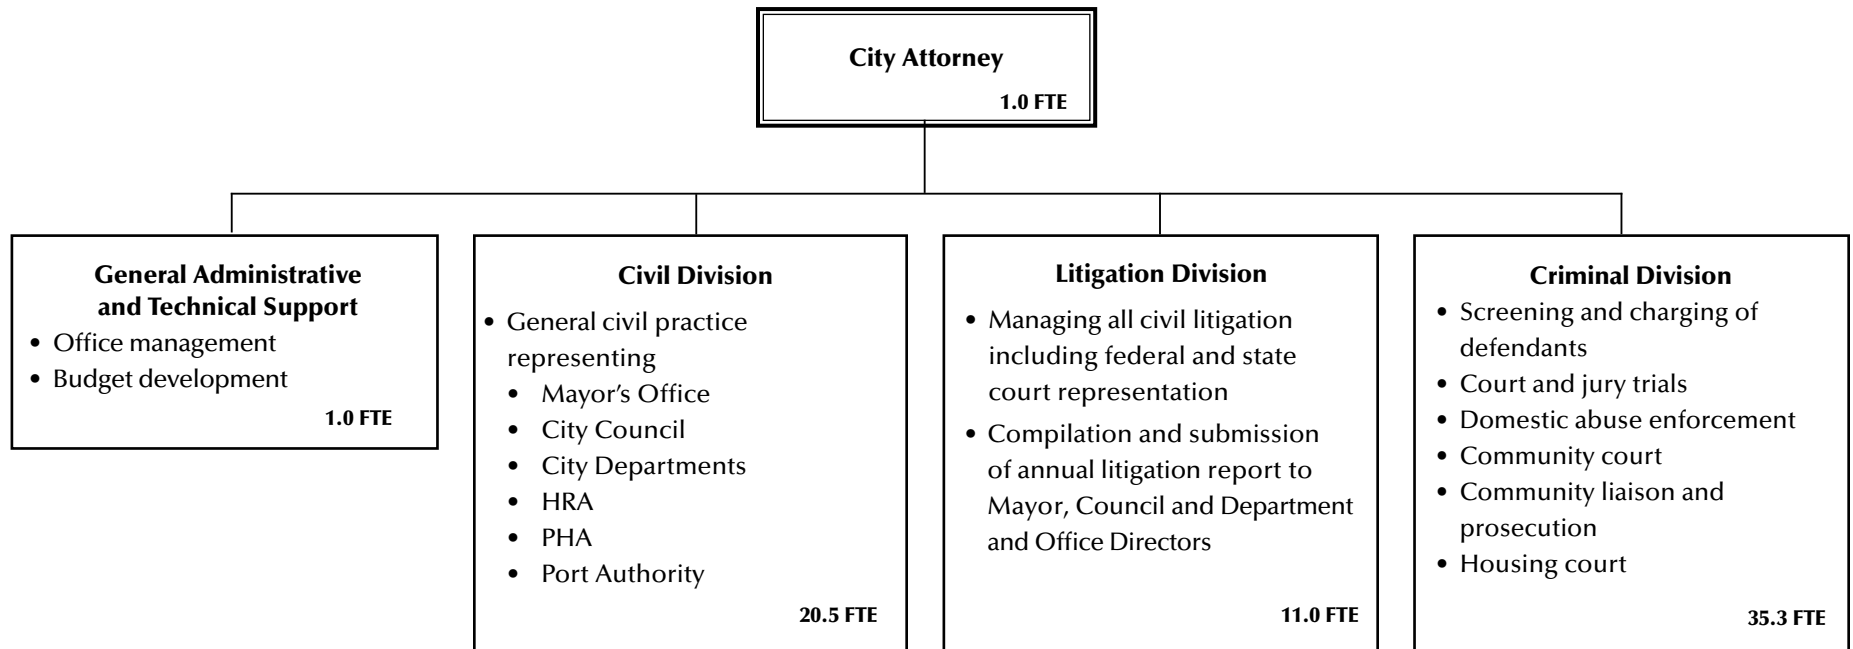 City Attorney
1.0 FTE
General Administrative
and Technical Support
• Office management
• Budget development
1.0 FTE
Civil Division
• General civil practice
representing
• Mayor’s Office
• City Council
• City Departments
• HRA
• PHA
• Port Authority
20.5 FTE
Litigation Division
• Managing all civil litigation
including federal and state
court representation
• Compilation and submission
of annual litigation report to
Mayor, Council and Department
and Office Directors
11.0 FTE
Criminal Division
• Screening and charging of
defendants
• Court and jury trials
• Domestic abuse enforcement
• Community court
• Community liaison and
prosecution
• Housing court
35.3 FTE